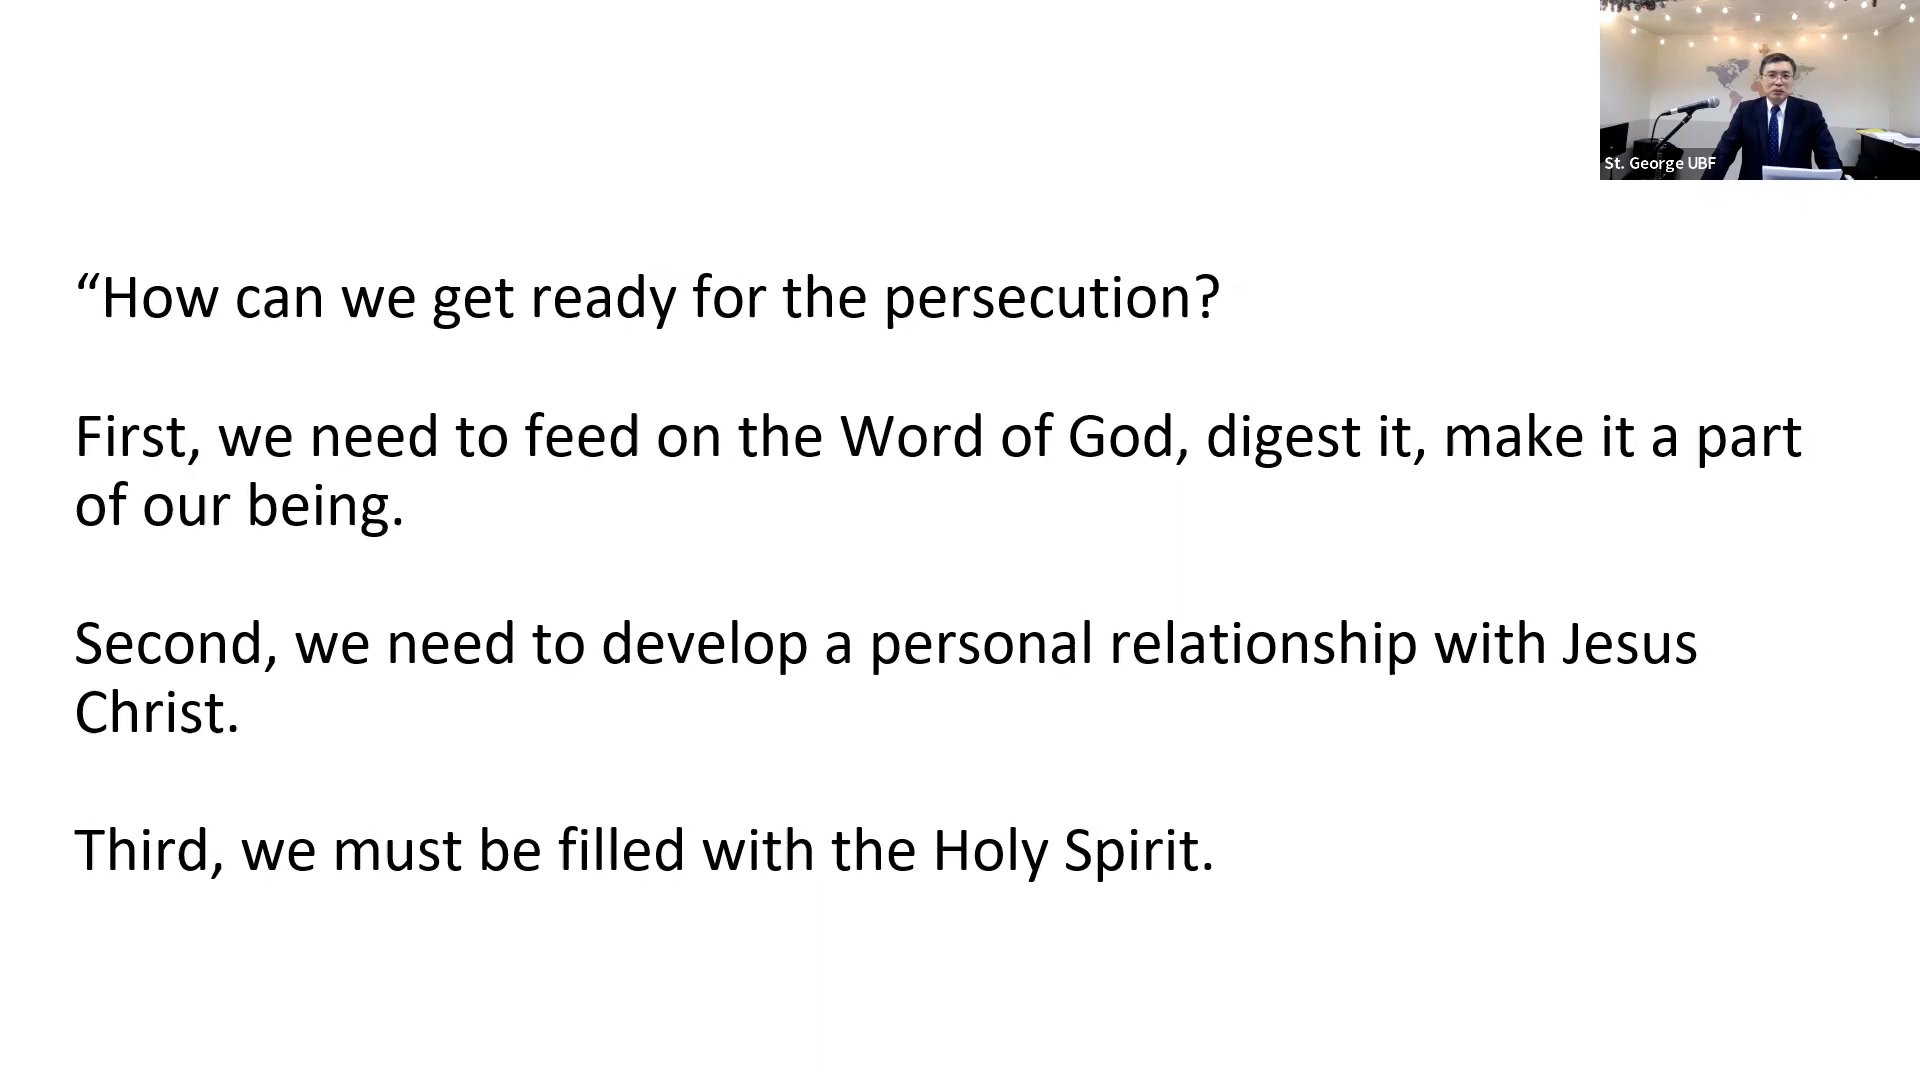 St. George UBF
“How can we get ready for the persecution?
First, we need to feed on the Word of God, digest it, make it a part
of our being.
Second, we need to develop a personal relationship with Jesus
Christ.
Third, we must be filled with the Holy Spirit.